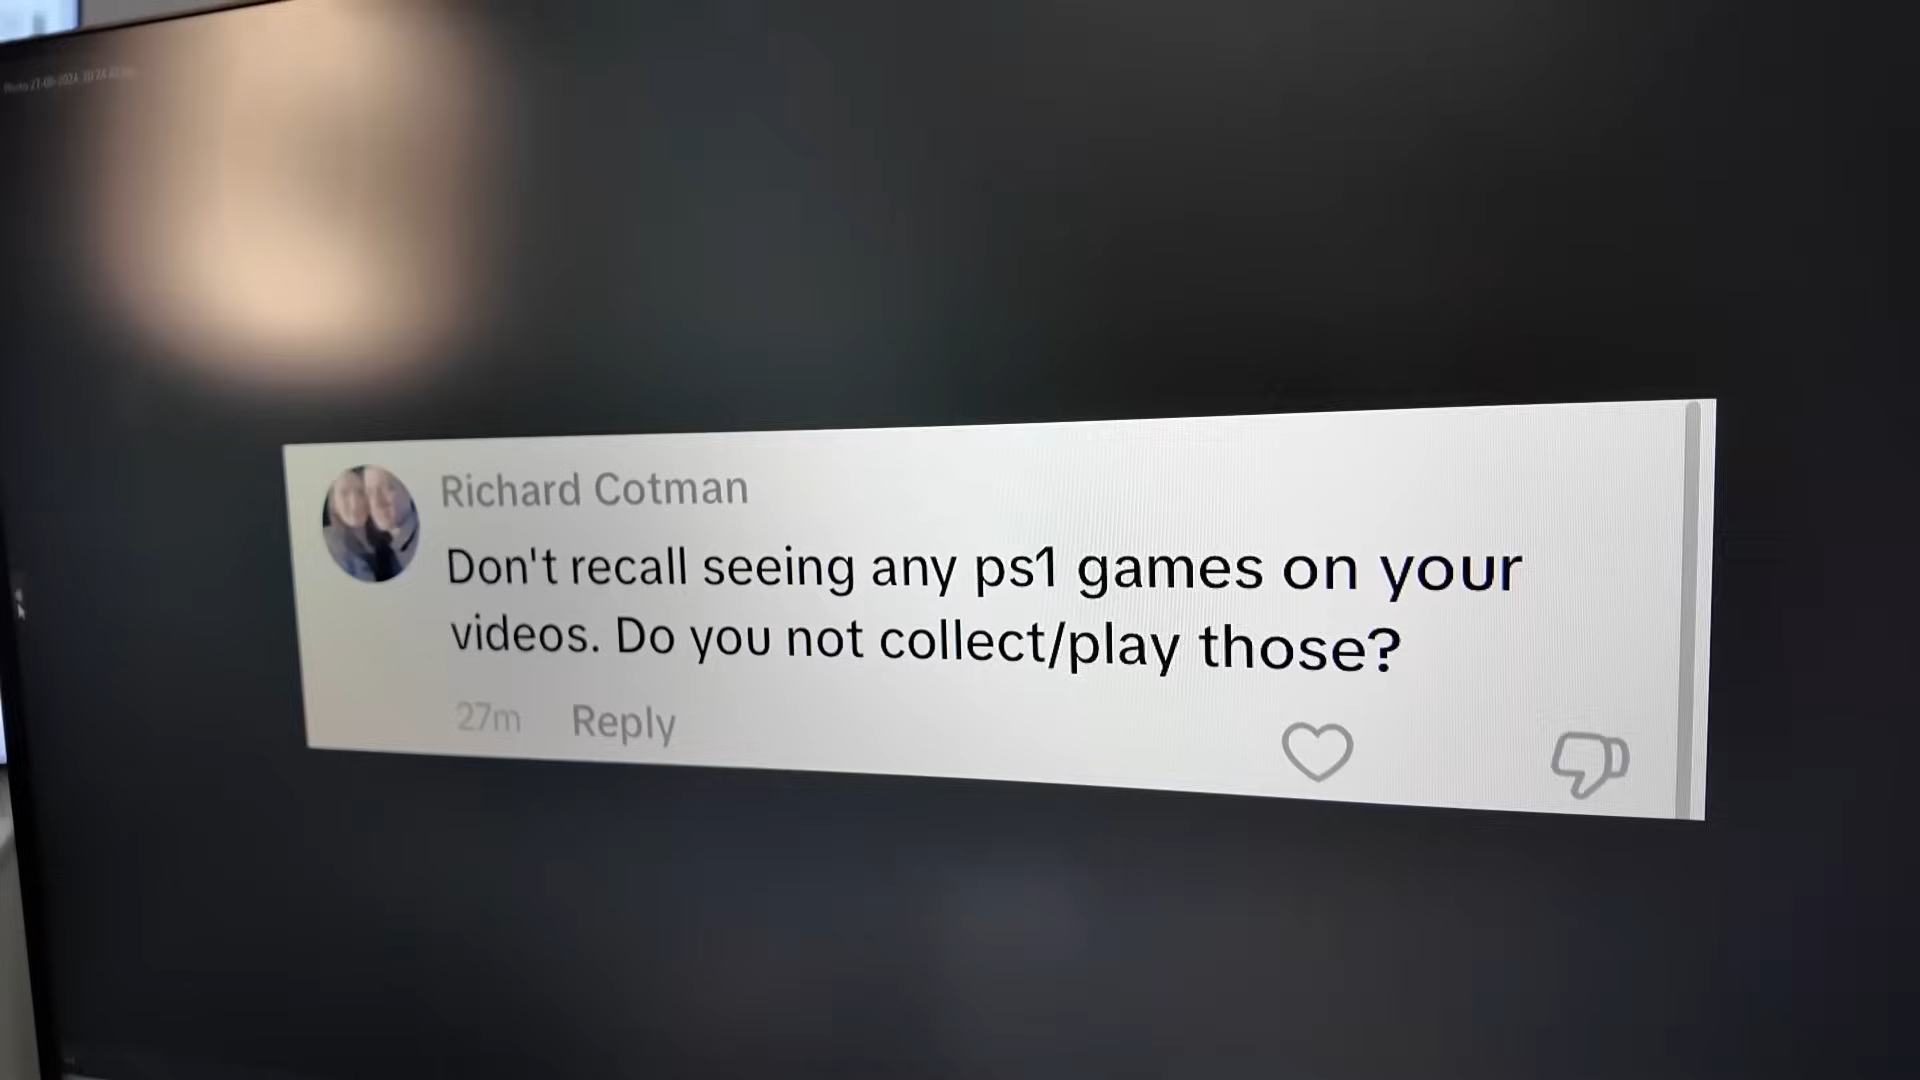 Richard Cotman
Don't recall seeing any ps1 games on your
videos. Do you not collect/play those?
27m Reply